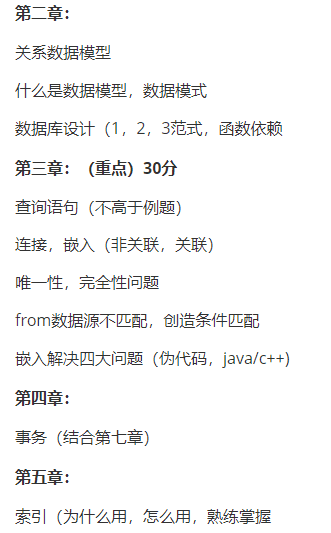 第二章：
关系数据模型
什么是数据模型，数据模式
数据库设计（1，2，3范式，函数依赖
第三章：（重点）30分
查询语句（不高于例题）
连接，嵌入（非关联，关联）
唯一性，完全性问题
from数据源不匹配，创造条件匹配
嵌入解决四大问题（伪代码，java/c++)
第四章：
事务（结合第七章）
第五章：
索引（为什么用，怎么用，熟练掌握